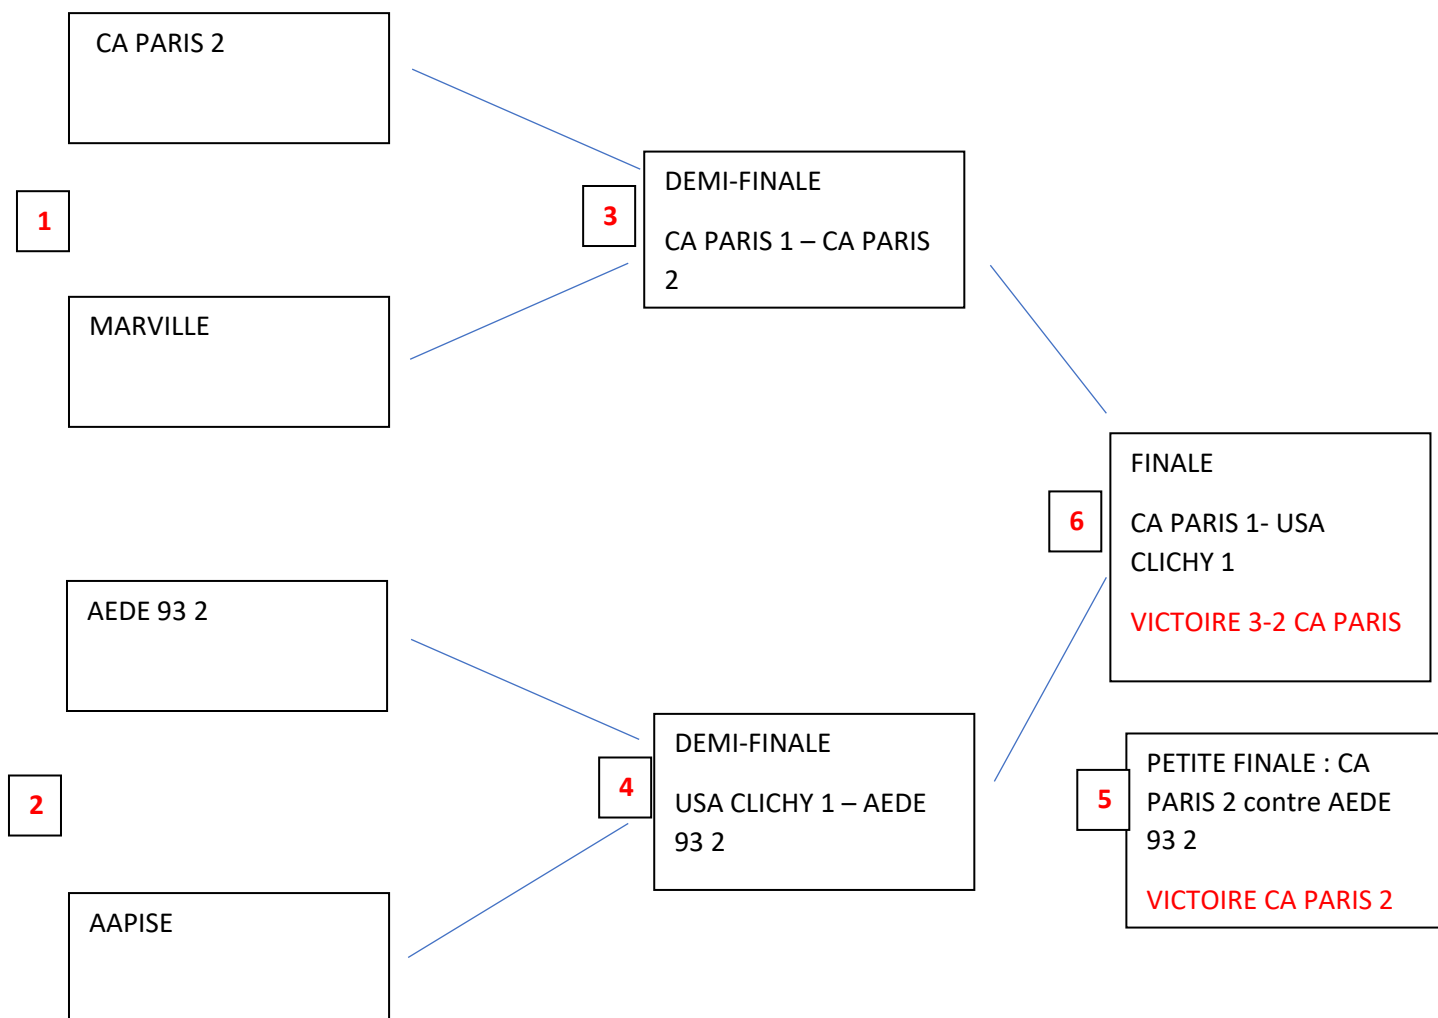 CA PARIS 2
1
MARVILLE
3
DEMI-FINALE
CA PARIS 1 – CA PARIS
2
AEDE 93 2
2
AAPISE
4
DEMI-FINALE
USA CLICHY 1 – AEDE
93 2
6
FINALE
CA PARIS 1- USA
CLICHY 1
VICTOIRE 3-2 CA PARIS
5
PETITE FINALE : CA
PARIS 2 contre AEDE
93 2
VICTOIRE CA PARIS 2